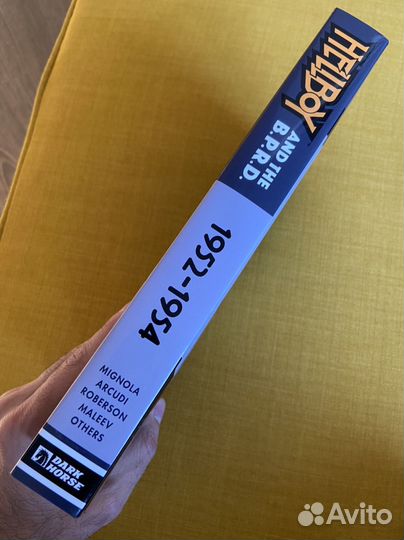 HELLBOY
AND THE
B.P.R.D.
1952-1954
MIGNOLA
ARCUDI
ROBERSON
MALEEV
OTHERS
DARK
HORSE
Avito